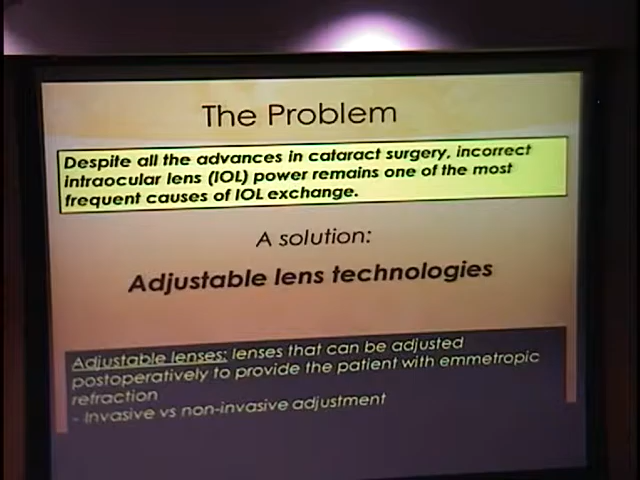 The Problem
Despite all the advances in cataract surgery, incorrect
intraocular lens (IOL) power remains one of the most
frequent causes of IOL exchange.
A solution:
Adjustable lens technologies
Adjustable lenses: lenses that can be adjusted
postoperatively to provide the patient with emmetropic
refraction
- Invasive vs non-invasive adjustment